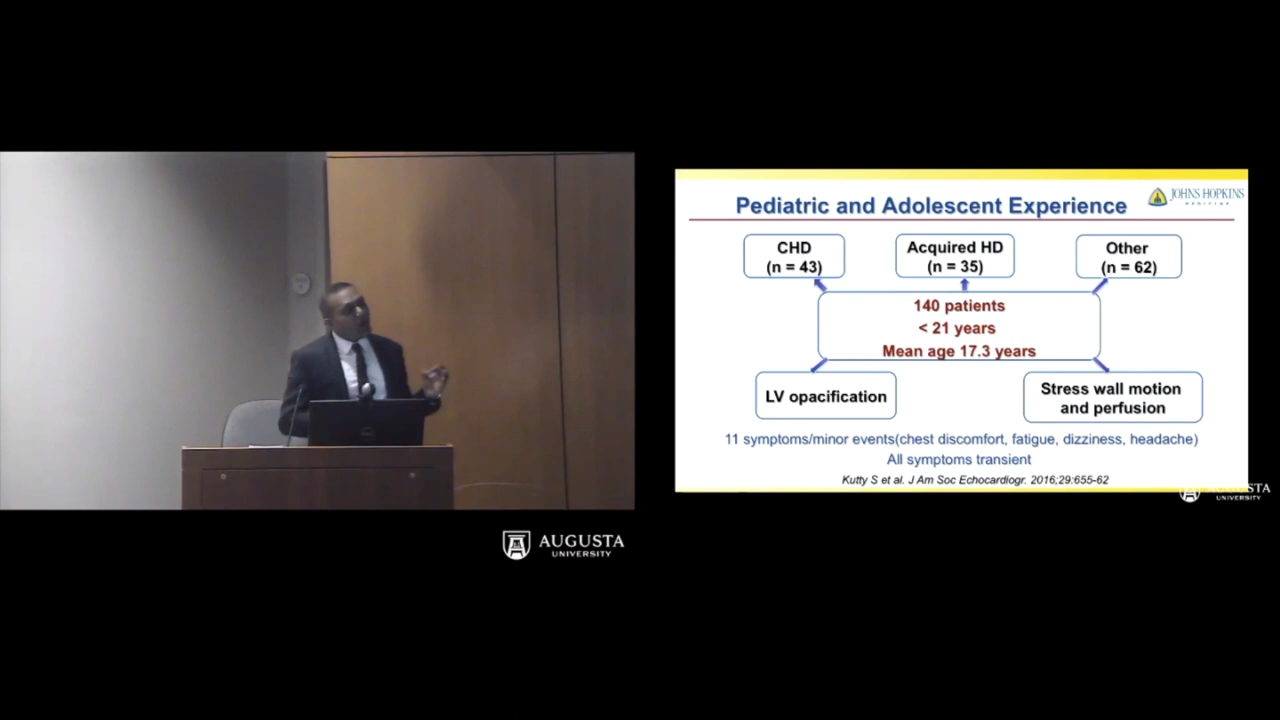 Pediatric and Adolescent Experience
JOHNS HOPKINS
MEDICINE
CHD
(n = 43)
Acquired HD
(n = 35)
Other
(n = 62)
140 patients
< 21 years
Mean age 17.3 years
LV opacification
Stress wall motion
and perfusion
11 symptoms/minor events(chest discomfort, fatigue, dizziness, headache)
All symptoms transient
Kutty S et al. J Am Soc Echocardiogr. 2016;29:655-62
AUGUSTA
UNIVERSITY
UNIVERSITY